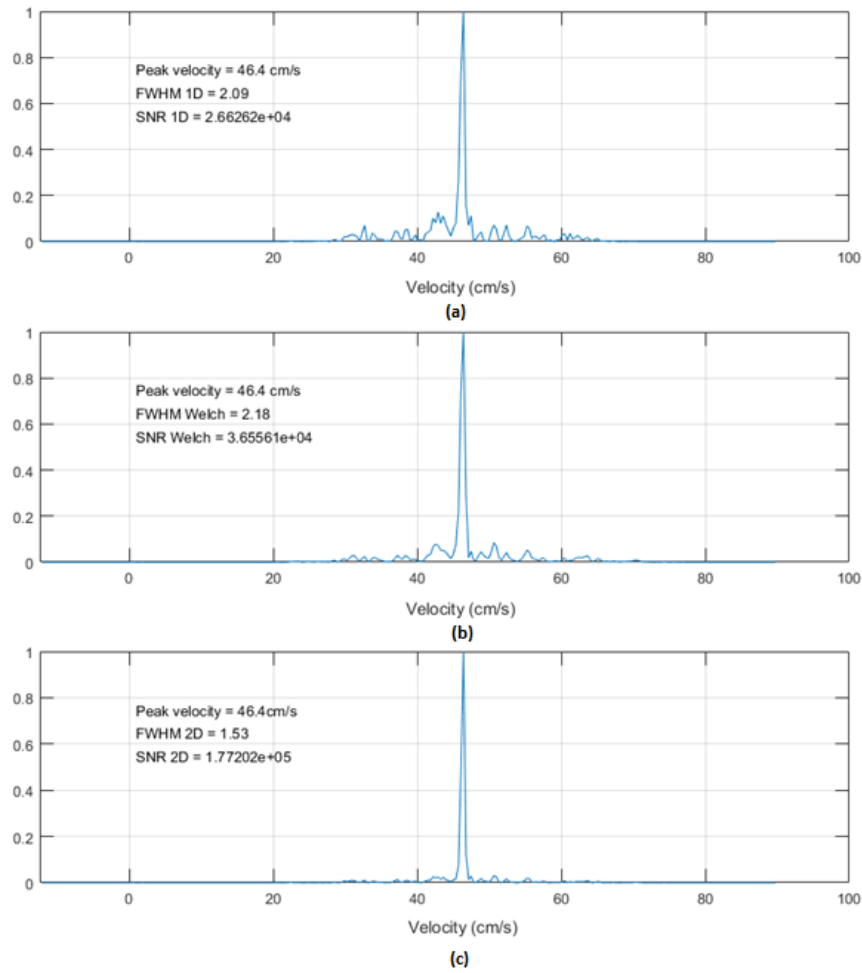 1
0.8
Peak velocity = 46.4 cm/s
FWHM 1D = 2.09
0.6
SNR 1D = 2.66262e+04
0.4
0.2
0
0 20 40 60 80 100
Velocity (cm/s)
(a)
1
0.8
Peak velocity = 46.4 cm/s
FWHM Welch = 2.18
0.6
SNR Welch = 3.65561e+04
0.4
0.2
0
0 20 40 60 80 100
Velocity (cm/s)
(b)
1
0.8
Peak velocity = 46.4cm/s
FWHM 2D = 1.53
0.6
SNR 2D = 1.77202e+05
0.4
0.2
0
0 20 40 60 80 100
Velocity (cm/s)
(c)